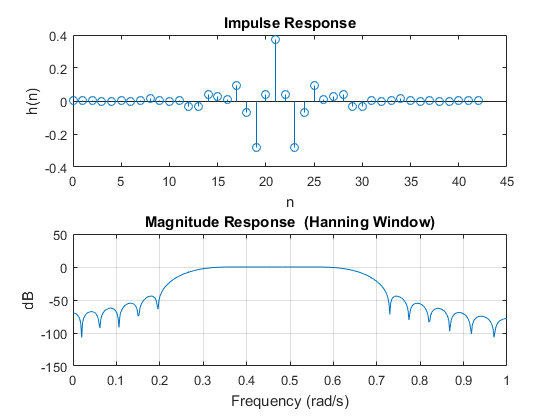 Impulse Response
0.4
0.2
0
-0.2
-0.4
h(n)
0 5 10 15 20 25 30 35 40 45
n
Magnitude Response  (Hanning Window)
50
0
-50
-100
-150
dB
0 0.1 0.2 0.3 0.4 0.5 0.6 0.7 0.8 0.9 1
Frequency (rad/s)